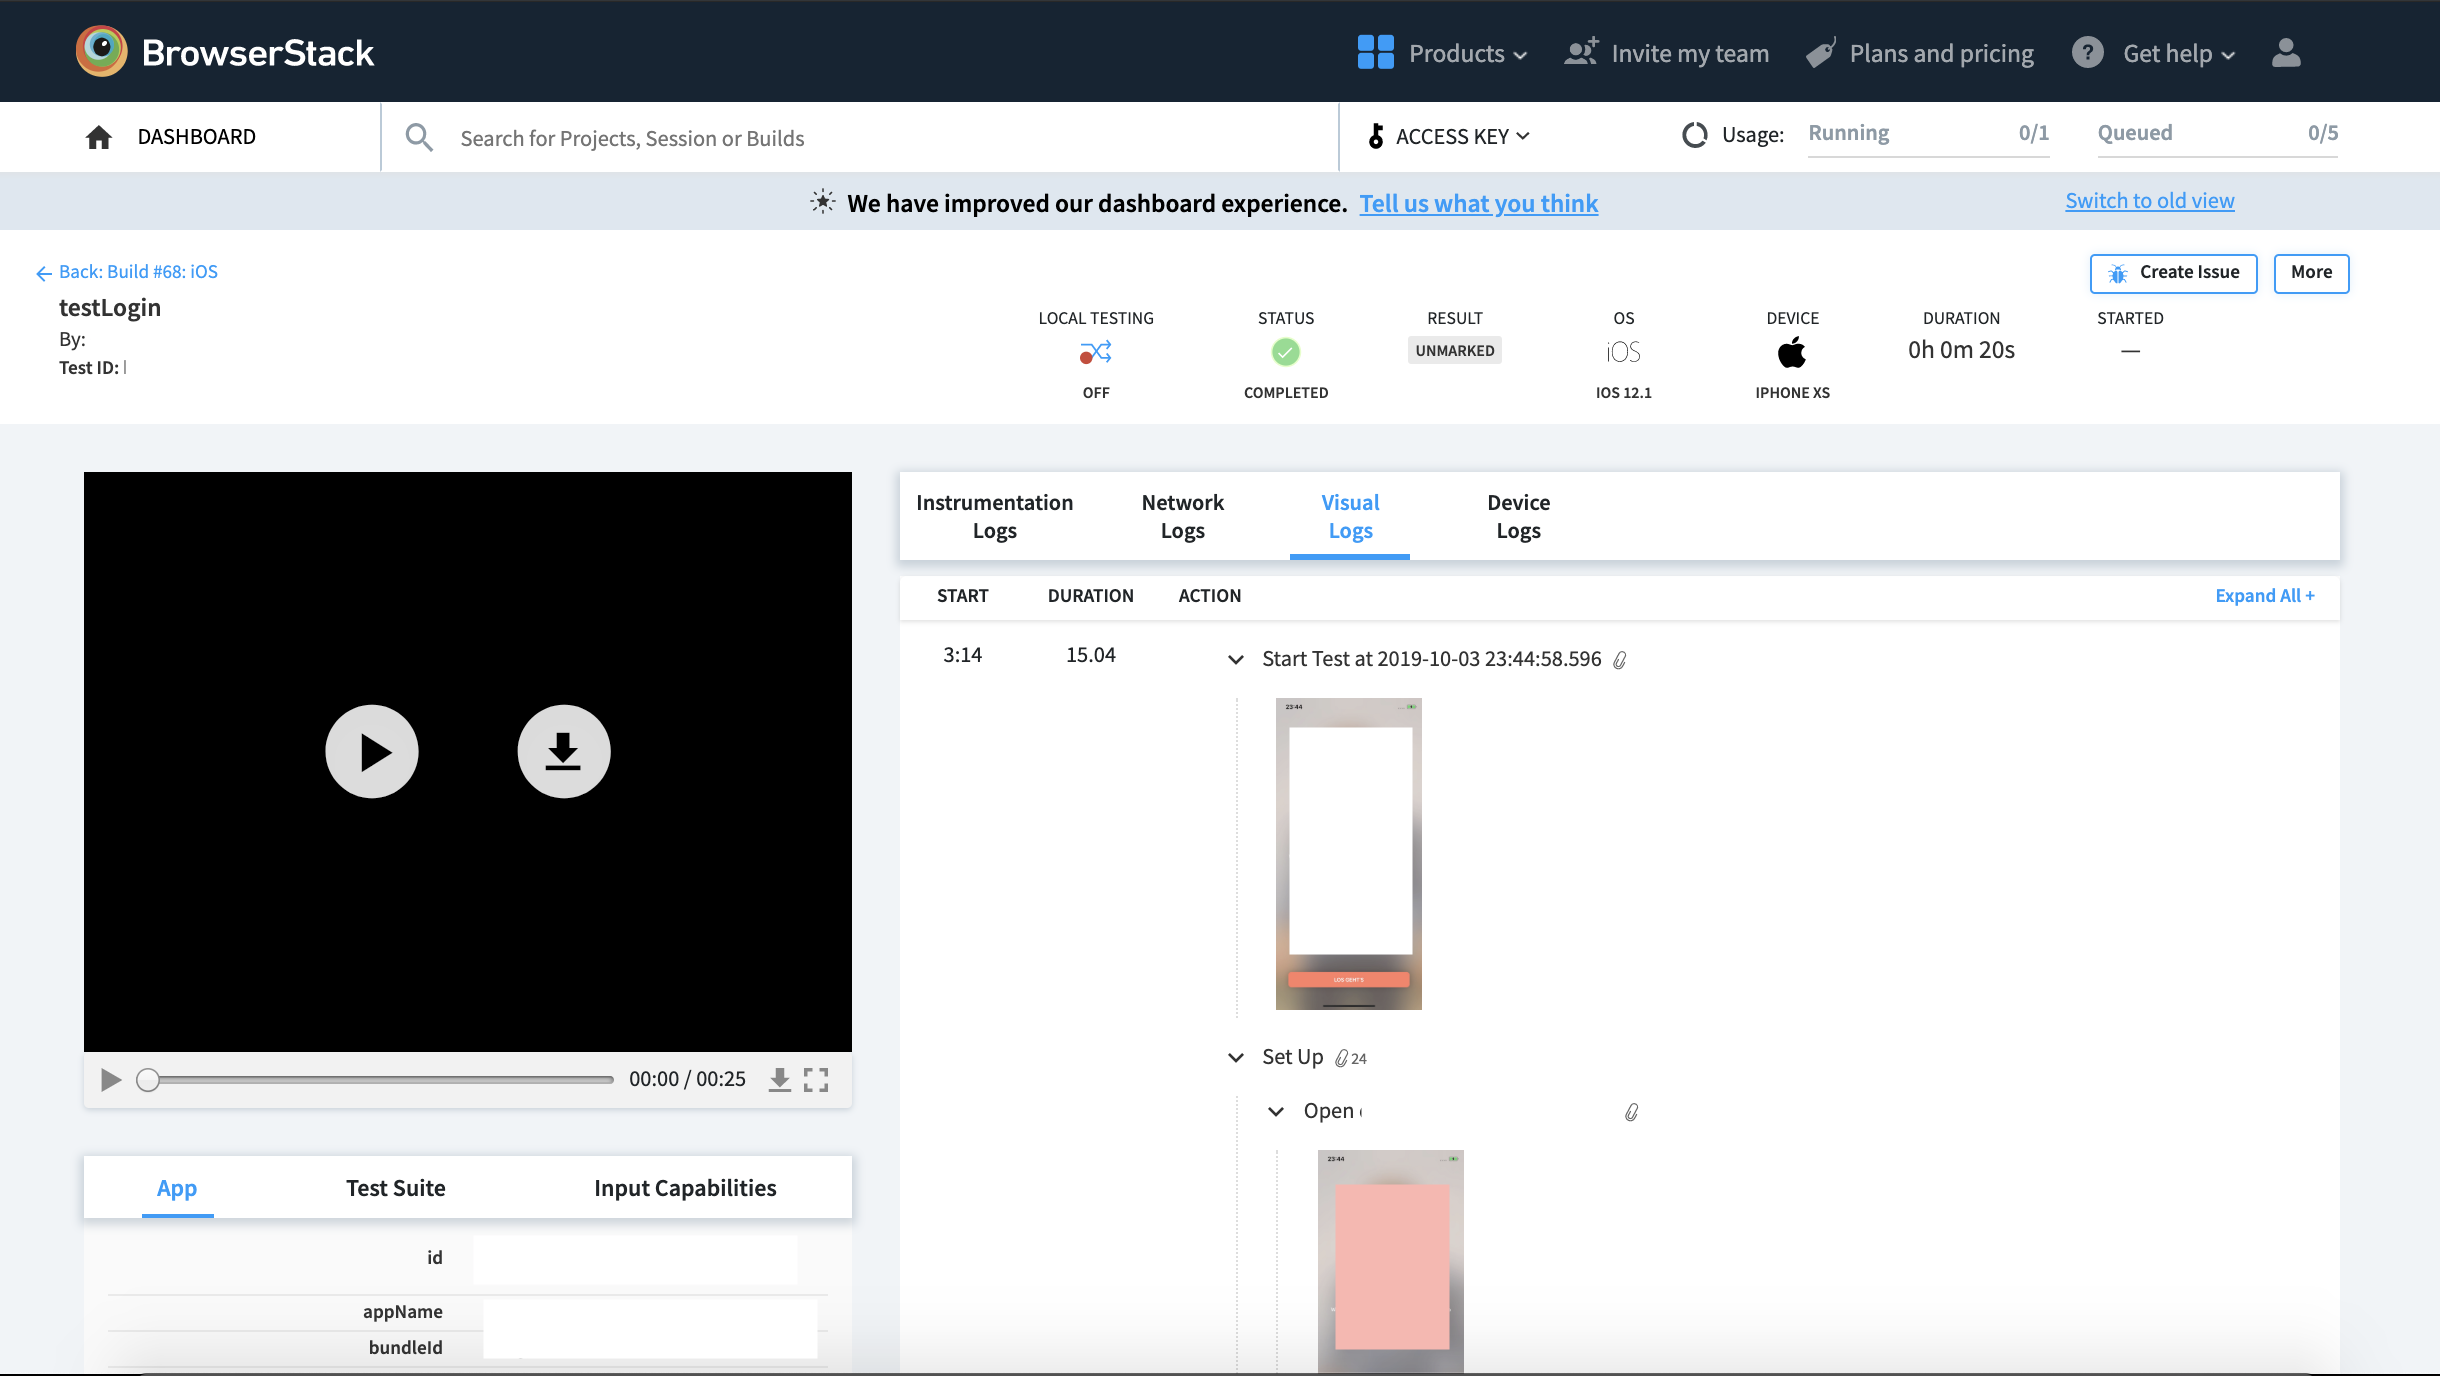 BrowserStack
Products
Invite my team
Plans and pricing
? Get help
DASHBOARD
Search for Projects, Session or Builds
ACCESS KEY
Usage:
Running 0/1
Queued 0/5
We have improved our dashboard experience. Tell us what you think
Switch to old view
Back: Build #68: iOS
testLogin
By:
Test ID:
Create Issue
More
LOCAL TESTING
OFF
STATUS
COMPLETED
RESULT
UNMARKED
OS
iOS
IOS 12.1
DEVICE
IPHONE XS
DURATION
0h 0m 20s
STARTED
—
00:00 / 00:25
App
Test Suite
Input Capabilities
id
appName
bundleId
Instrumentation
Logs
Network
Logs
Visual
Logs
Device
Logs
START DURATION ACTION Expand All +
3:14 15.04 Start Test at 2019-10-03 23:44:58.596
23:44
LOS GEHT'S
Set Up 24
Open
23:44